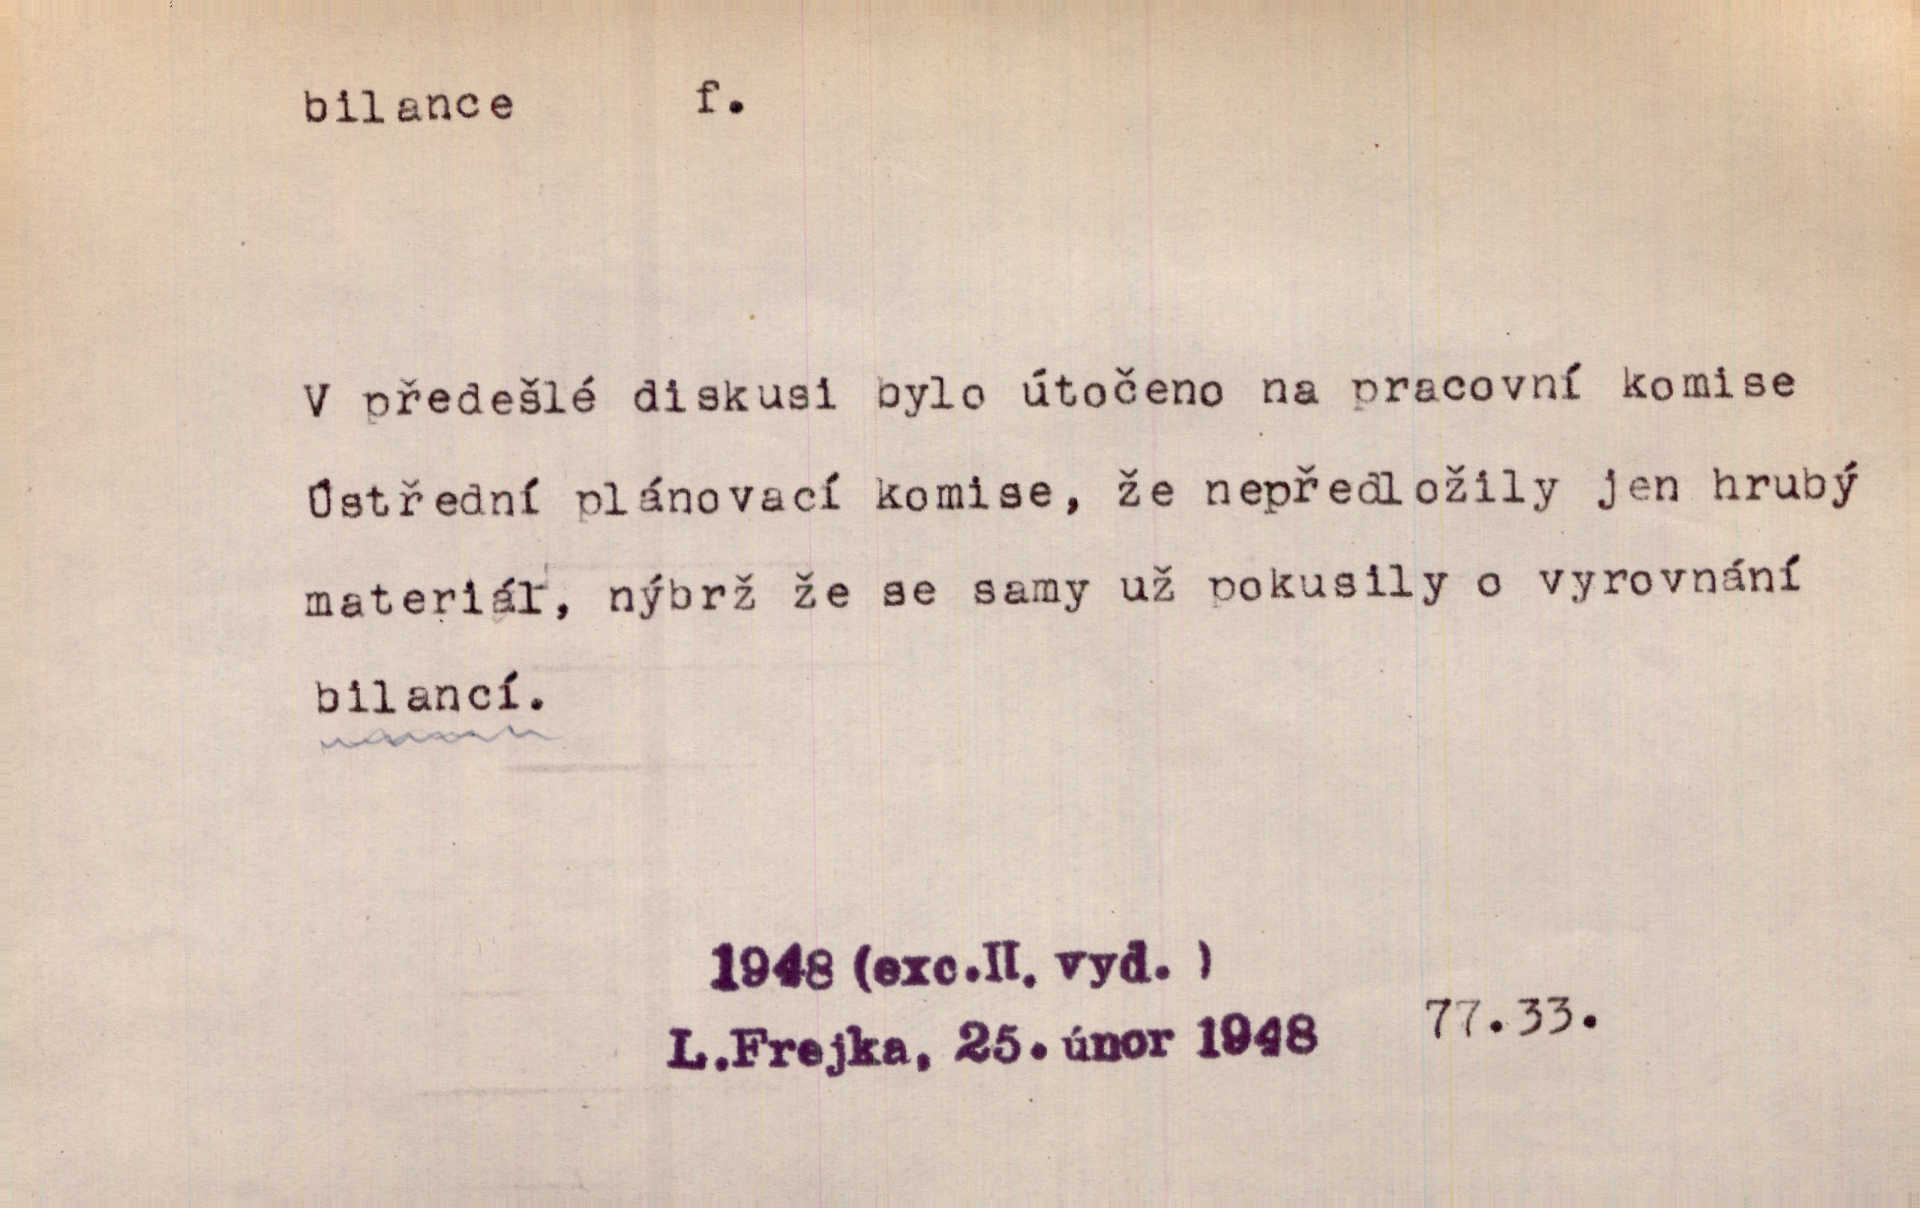 bilance f.
V předešlé diskusi bylo útočeno na pracovní komise
Ústřední plánovací komise, že nepředložily jen hrubý
materiál, nýbrž že se samy už pokusily o vyrovnání
bilancí.
1948 (exc.II. vyd. )
L.Frejka, 25. únor 1948 77.33.